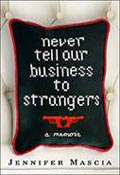 never
tell our
business
to
strangers
a memoir
JENNIFER MASCIA